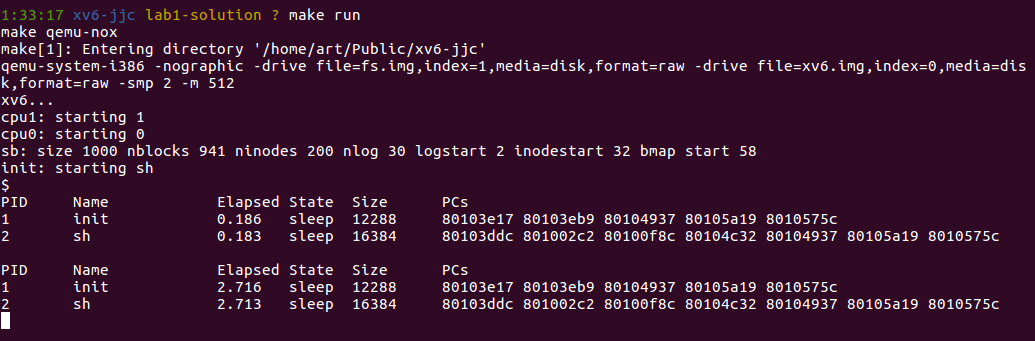 1:33:17 xv6-jjc lab1-solution ? make run
make qemu-nox
make[1]: Entering directory '/home/art/Public/xv6-jjc'
qemu-system-i386 -nographic -drive file=fs.img,index=1,media=disk,format=raw -drive file=xv6.img,index=0,media=dis
k,format=raw -smp 2 -m 512
xv6...
cpu1: starting 1
cpu0: starting 0
sb: size 1000 nblocks 941 ninodes 200 nlog 30 logstart 2 inodestart 32 bmap start 58
init: starting sh
$
PID Name Elapsed State Size PCs
1 init 0.186 sleep 12288 80103e17 80103eb9 80104937 80105a19 8010575c
2 sh 0.183 sleep 16384 80103ddc 801002c2 80100f8c 80104c32 80104937 80105a19 8010575c
PID Name Elapsed State Size PCs
1 init 2.716 sleep 12288 80103e17 80103eb9 80104937 80105a19 8010575c
2 sh 2.713 sleep 16384 80103ddc 801002c2 80100f8c 80104c32 80104937 80105a19 8010575c